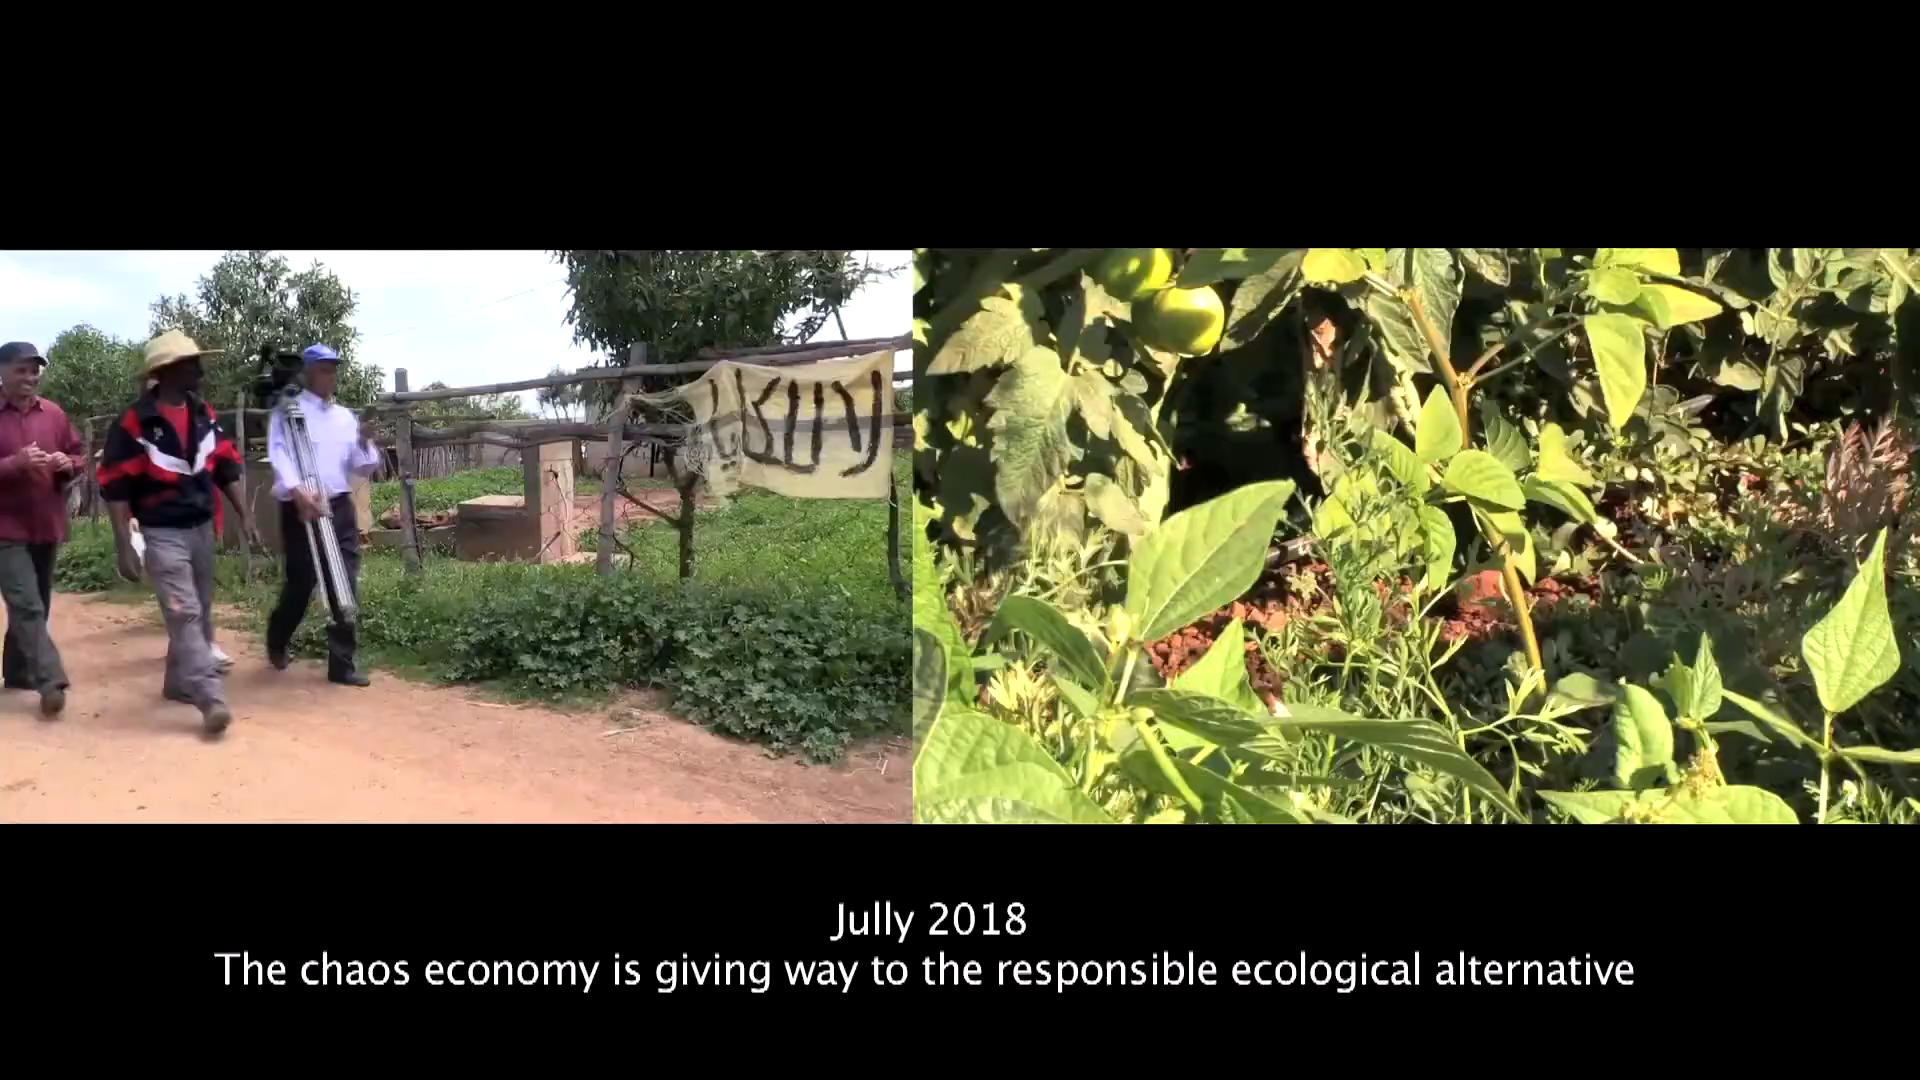 Jully 2018
The chaos economy is giving way to the responsible ecological alternative